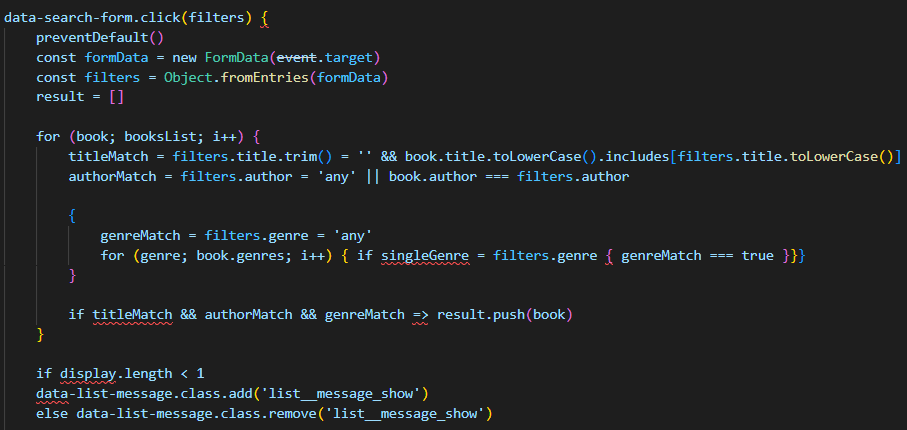 data-search-form.click(filters) {
preventDefault()
const formData = new FormData(event.target)
const filters = Object.fromEntries(formData)
result = []
for (book; booksList; i++) {
titleMatch = filters.title.trim() = '' && book.title.toLowerCase().includes[filters.title.toLowerCase()]
authorMatch = filters.author = 'any' || book.author === filters.author
{
genreMatch = filters.genre = 'any'
for (genre; book.genres; i++) { if singleGenre = filters.genre { genreMatch === true }}}
}
if titleMatch && authorMatch && genreMatch => result.push(book)
}
if display.length < 1
data-list-message.class.add('list__message_show')
else data-list-message.class.remove('list__message_show')